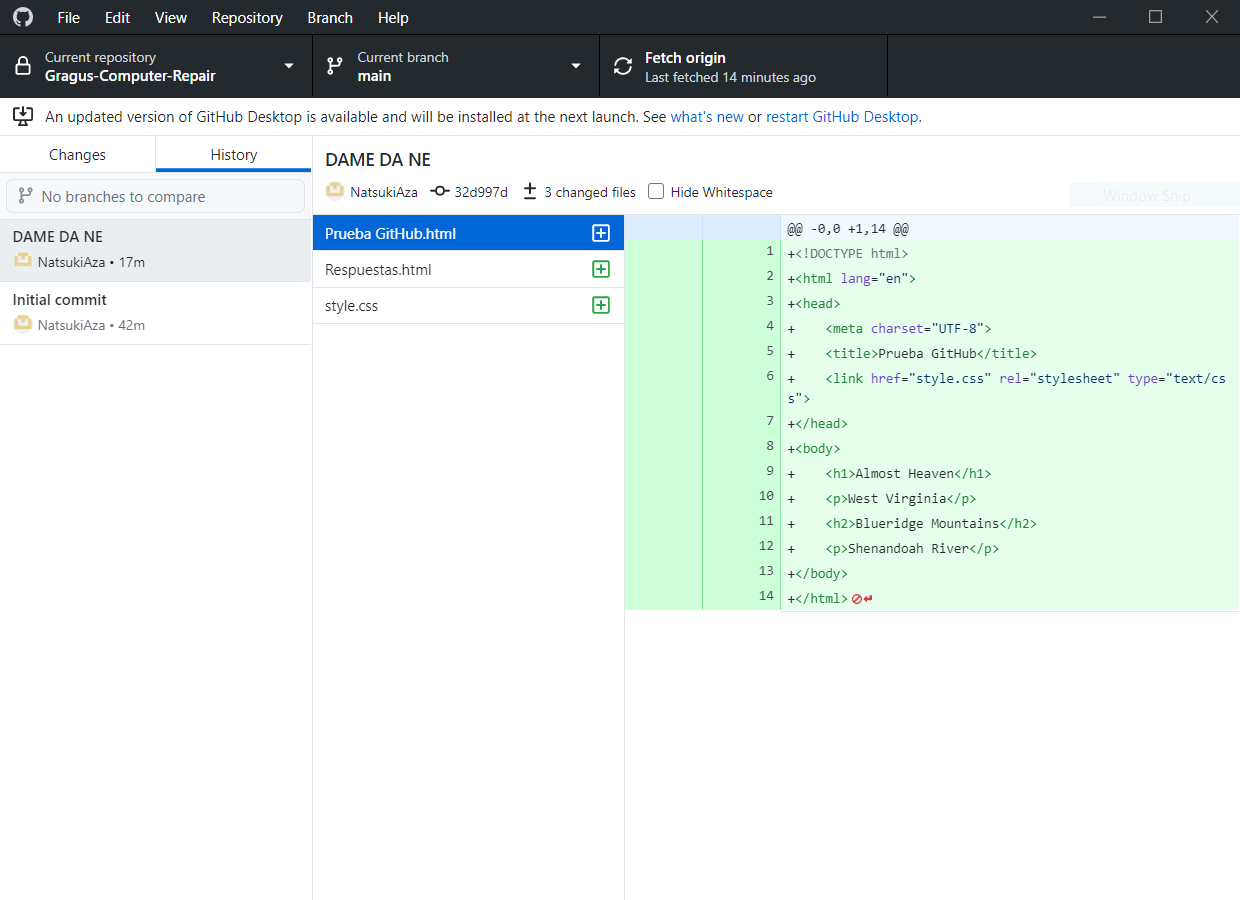 File Edit View Repository Branch Help
Current repository
Gragus-Computer-Repair
Current branch
main
Fetch origin
Last fetched 14 minutes ago
An updated version of GitHub Desktop is available and will be installed at the next launch. See what's new or restart GitHub Desktop.
Changes
History
No branches to compare
DAME DA NE
NatsukiAza • 17m
Initial commit
NatsukiAza • 42m
DAME DA NE
NatsukiAza 32d997d 3 changed files Hide Whitespace
Window Snip
Prueba GitHub.html
Respuestas.html
style.css
@@ -0,0 +1,14 @@
1 +<!DOCTYPE html>
2 +<html lang="en">
3 +<head>
4 +    <meta charset="UTF-8">
5 +    <title>Prueba GitHub</title>
6 +    <link href="style.css" rel="stylesheet" type="text/cs
s">
7 +</head>
8 +<body>
9 +    <h1>Almost Heaven</h1>
10 +    <p>West Virginia</p>
11 +    <h2>Blueridge Mountains</h2>
12 +    <p>Shenandoah River</p>
13 +</body>
14 +</html>